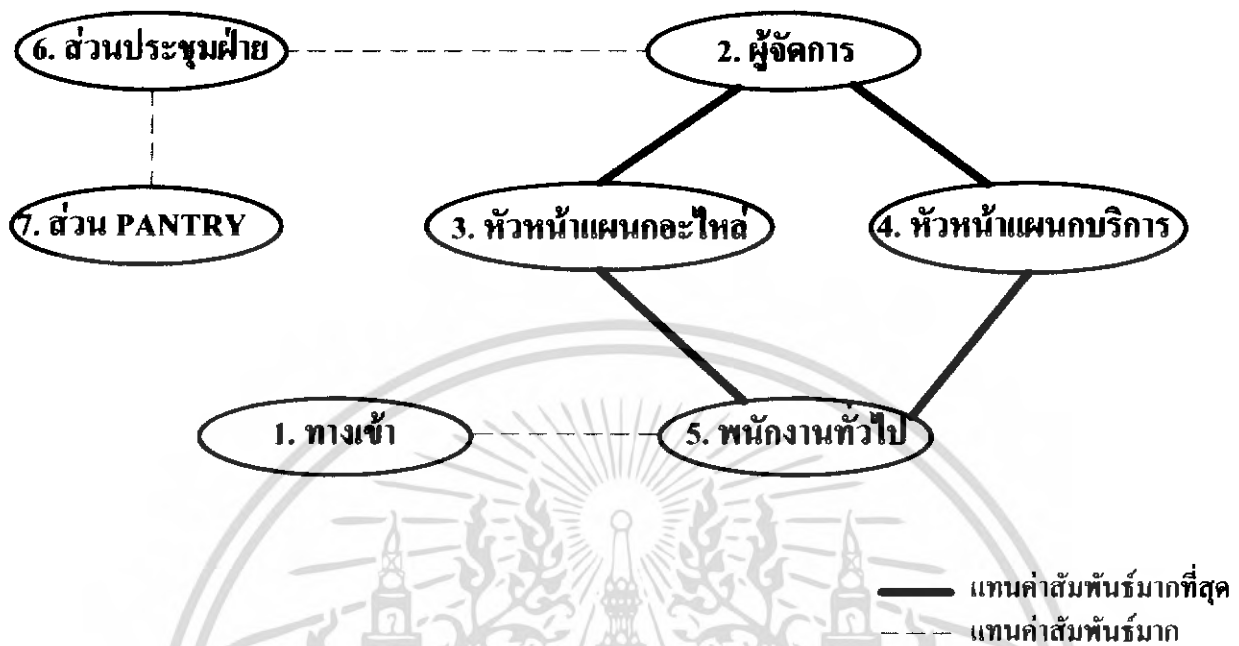 6. ส่วนประชุมฝ่าย
2. ผู้จัดการ
7. ส่วน PANTRY
3. หัวหน้าแผนกอะไหล่
4. หัวหน้าแผนกบริการ
1. ทางเข้า
5. พนักงานทั่วไป
แทนค่าสัมพันธ์มากที่สุด
แทนค่าสัมพันธ์มาก